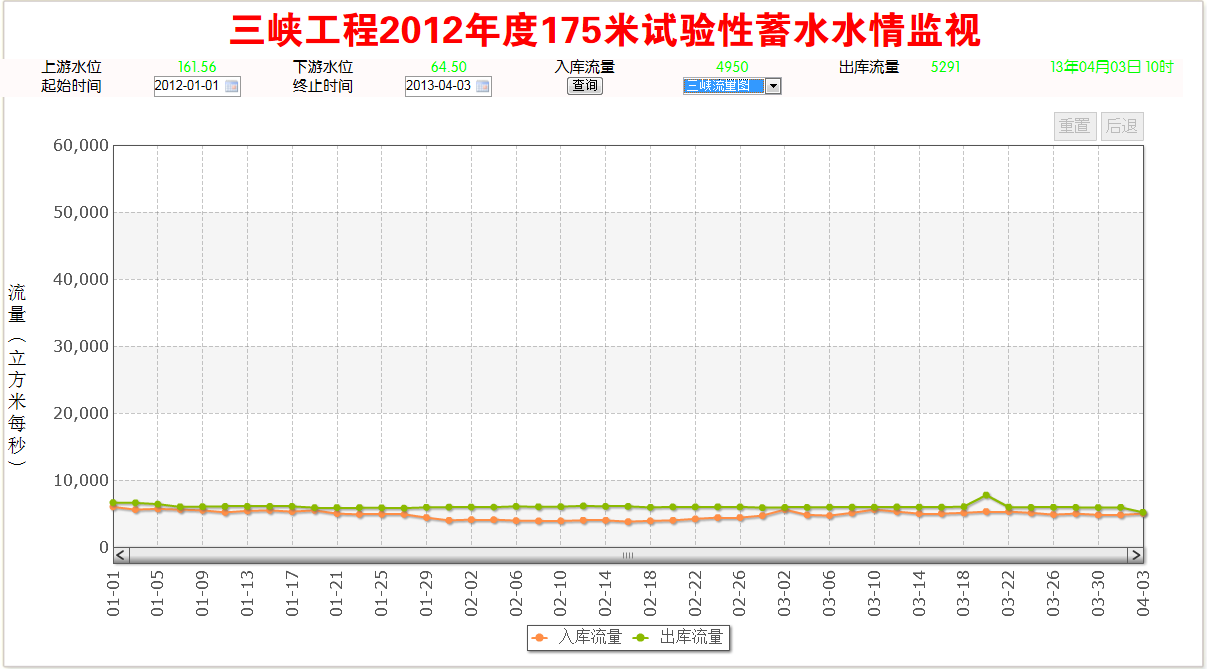 三峡工程2012年度175米试验性蓄水水情监视
上游水位 161.56 下游水位 64.50 入库流量 4950 出库流量 5291 13年04月03日 10时
起始时间 2012-01-01 终止时间 2013-04-03 查询 三峡流量图
重置 后退
60,000
50,000
40,000
30,000
20,000
10,000
0
流量（立方米每秒）
01-01 01-05 01-09 01-13 01-17 01-21 01-25 01-29 02-02 02-06 02-10 02-14 02-18 02-22 02-26 03-02 03-06 03-10 03-14 03-18 03-22 03-26 03-30 04-03
入库流量 出库流量